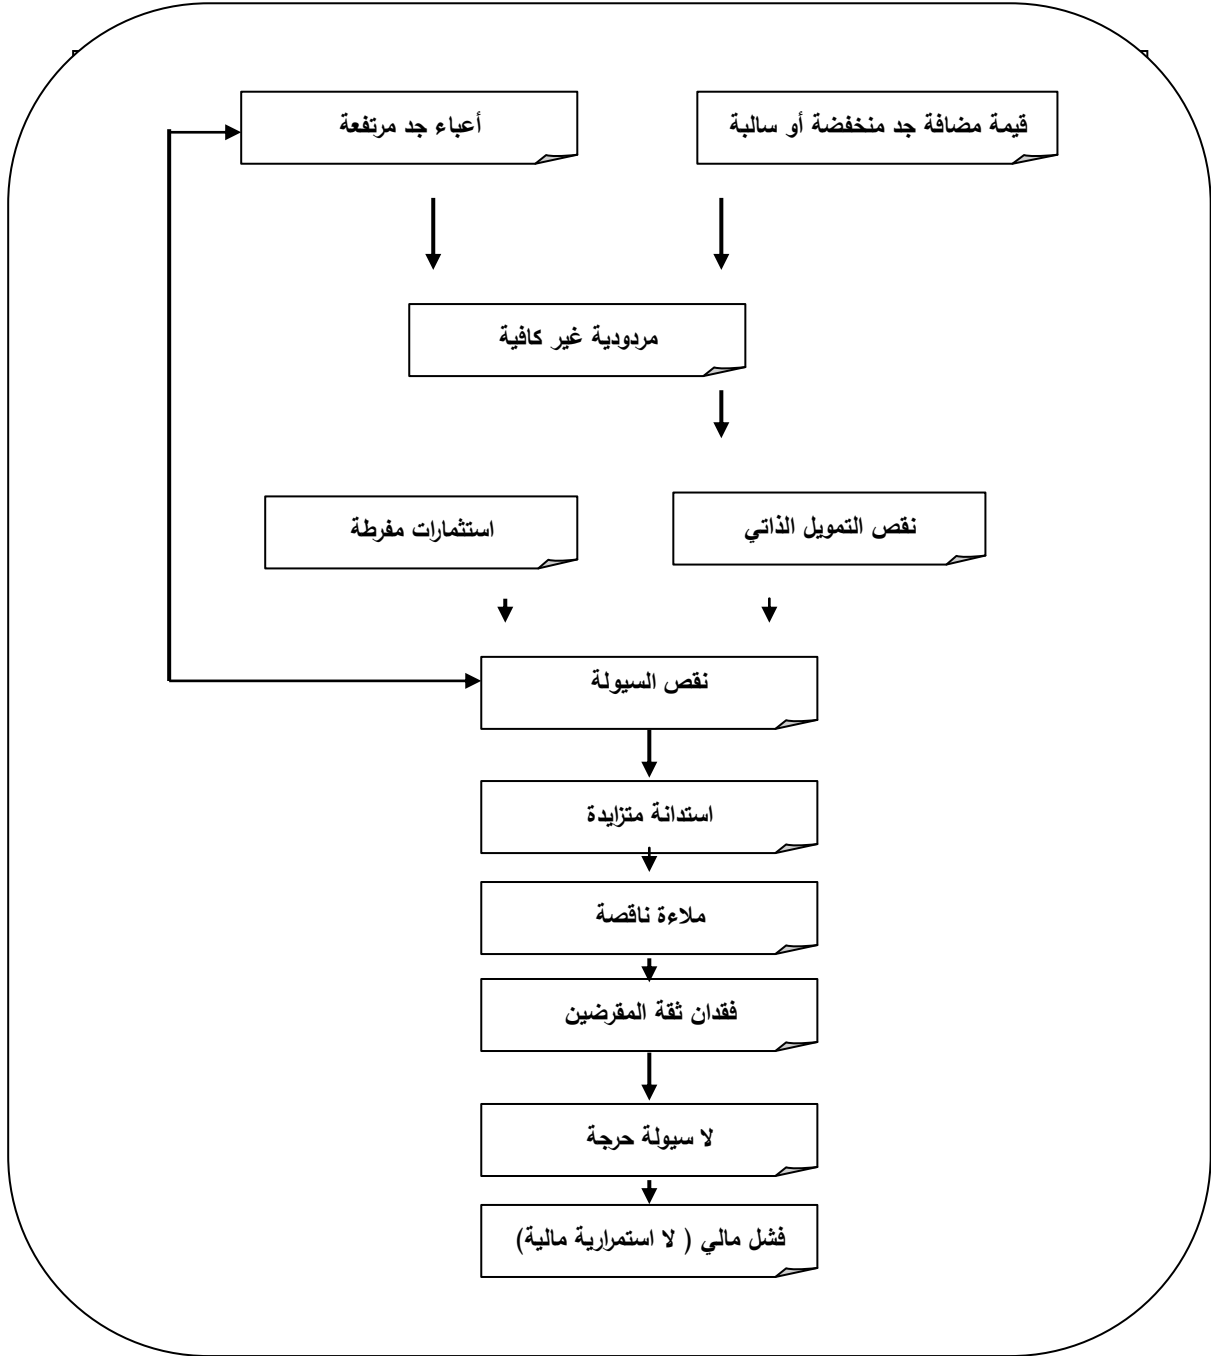 قيمة مضافة جد منخفضة أو سالبة
أعباء جد مرتفعة
مردودية غير كافية
نقص التمويل الذاتي
استثمارات مفرطة
نقص السيولة
استدانة متزايدة
ملاءة ناقصة
فقدان ثقة المقرضين
لا سيولة حرجة
فشل مالي ( لا استمرارية مالية)